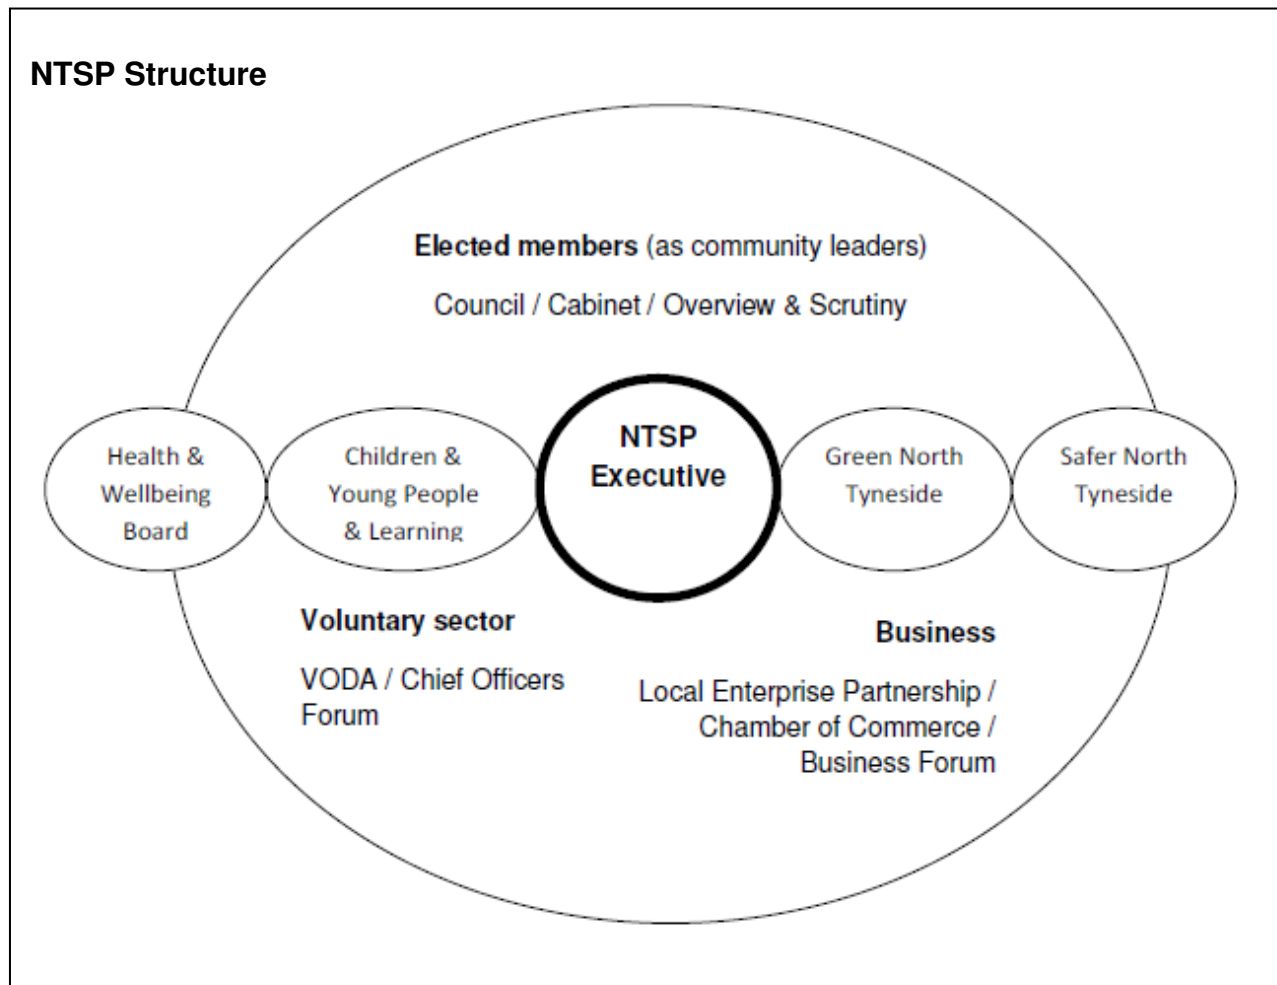 NTSP Structure
Elected members (as community leaders)
Council / Cabinet / Overview & Scrutiny
Health &
Wellbeing
Board
Children &
Young People
& Learning
NTSP
Executive
Green North
Tyneside
Safer North
Tyneside
Voluntary sector
VODA / Chief Officers
Forum
Business
Local Enterprise Partnership /
Chamber of Commerce /
Business Forum